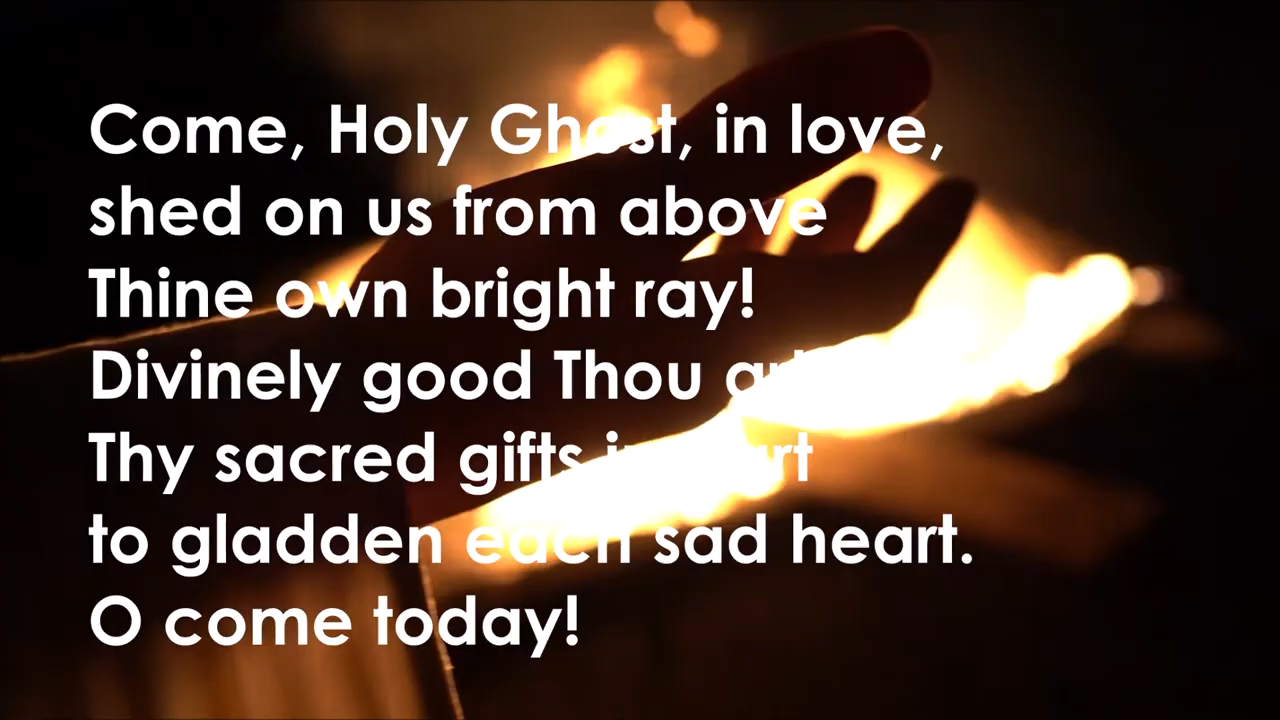 Come, Holy Ghost, in love,
shed on us from above
Thine own bright ray!
Divinely good Thou art
Thy sacred gifts impart
to gladden each sad heart.
O come today!